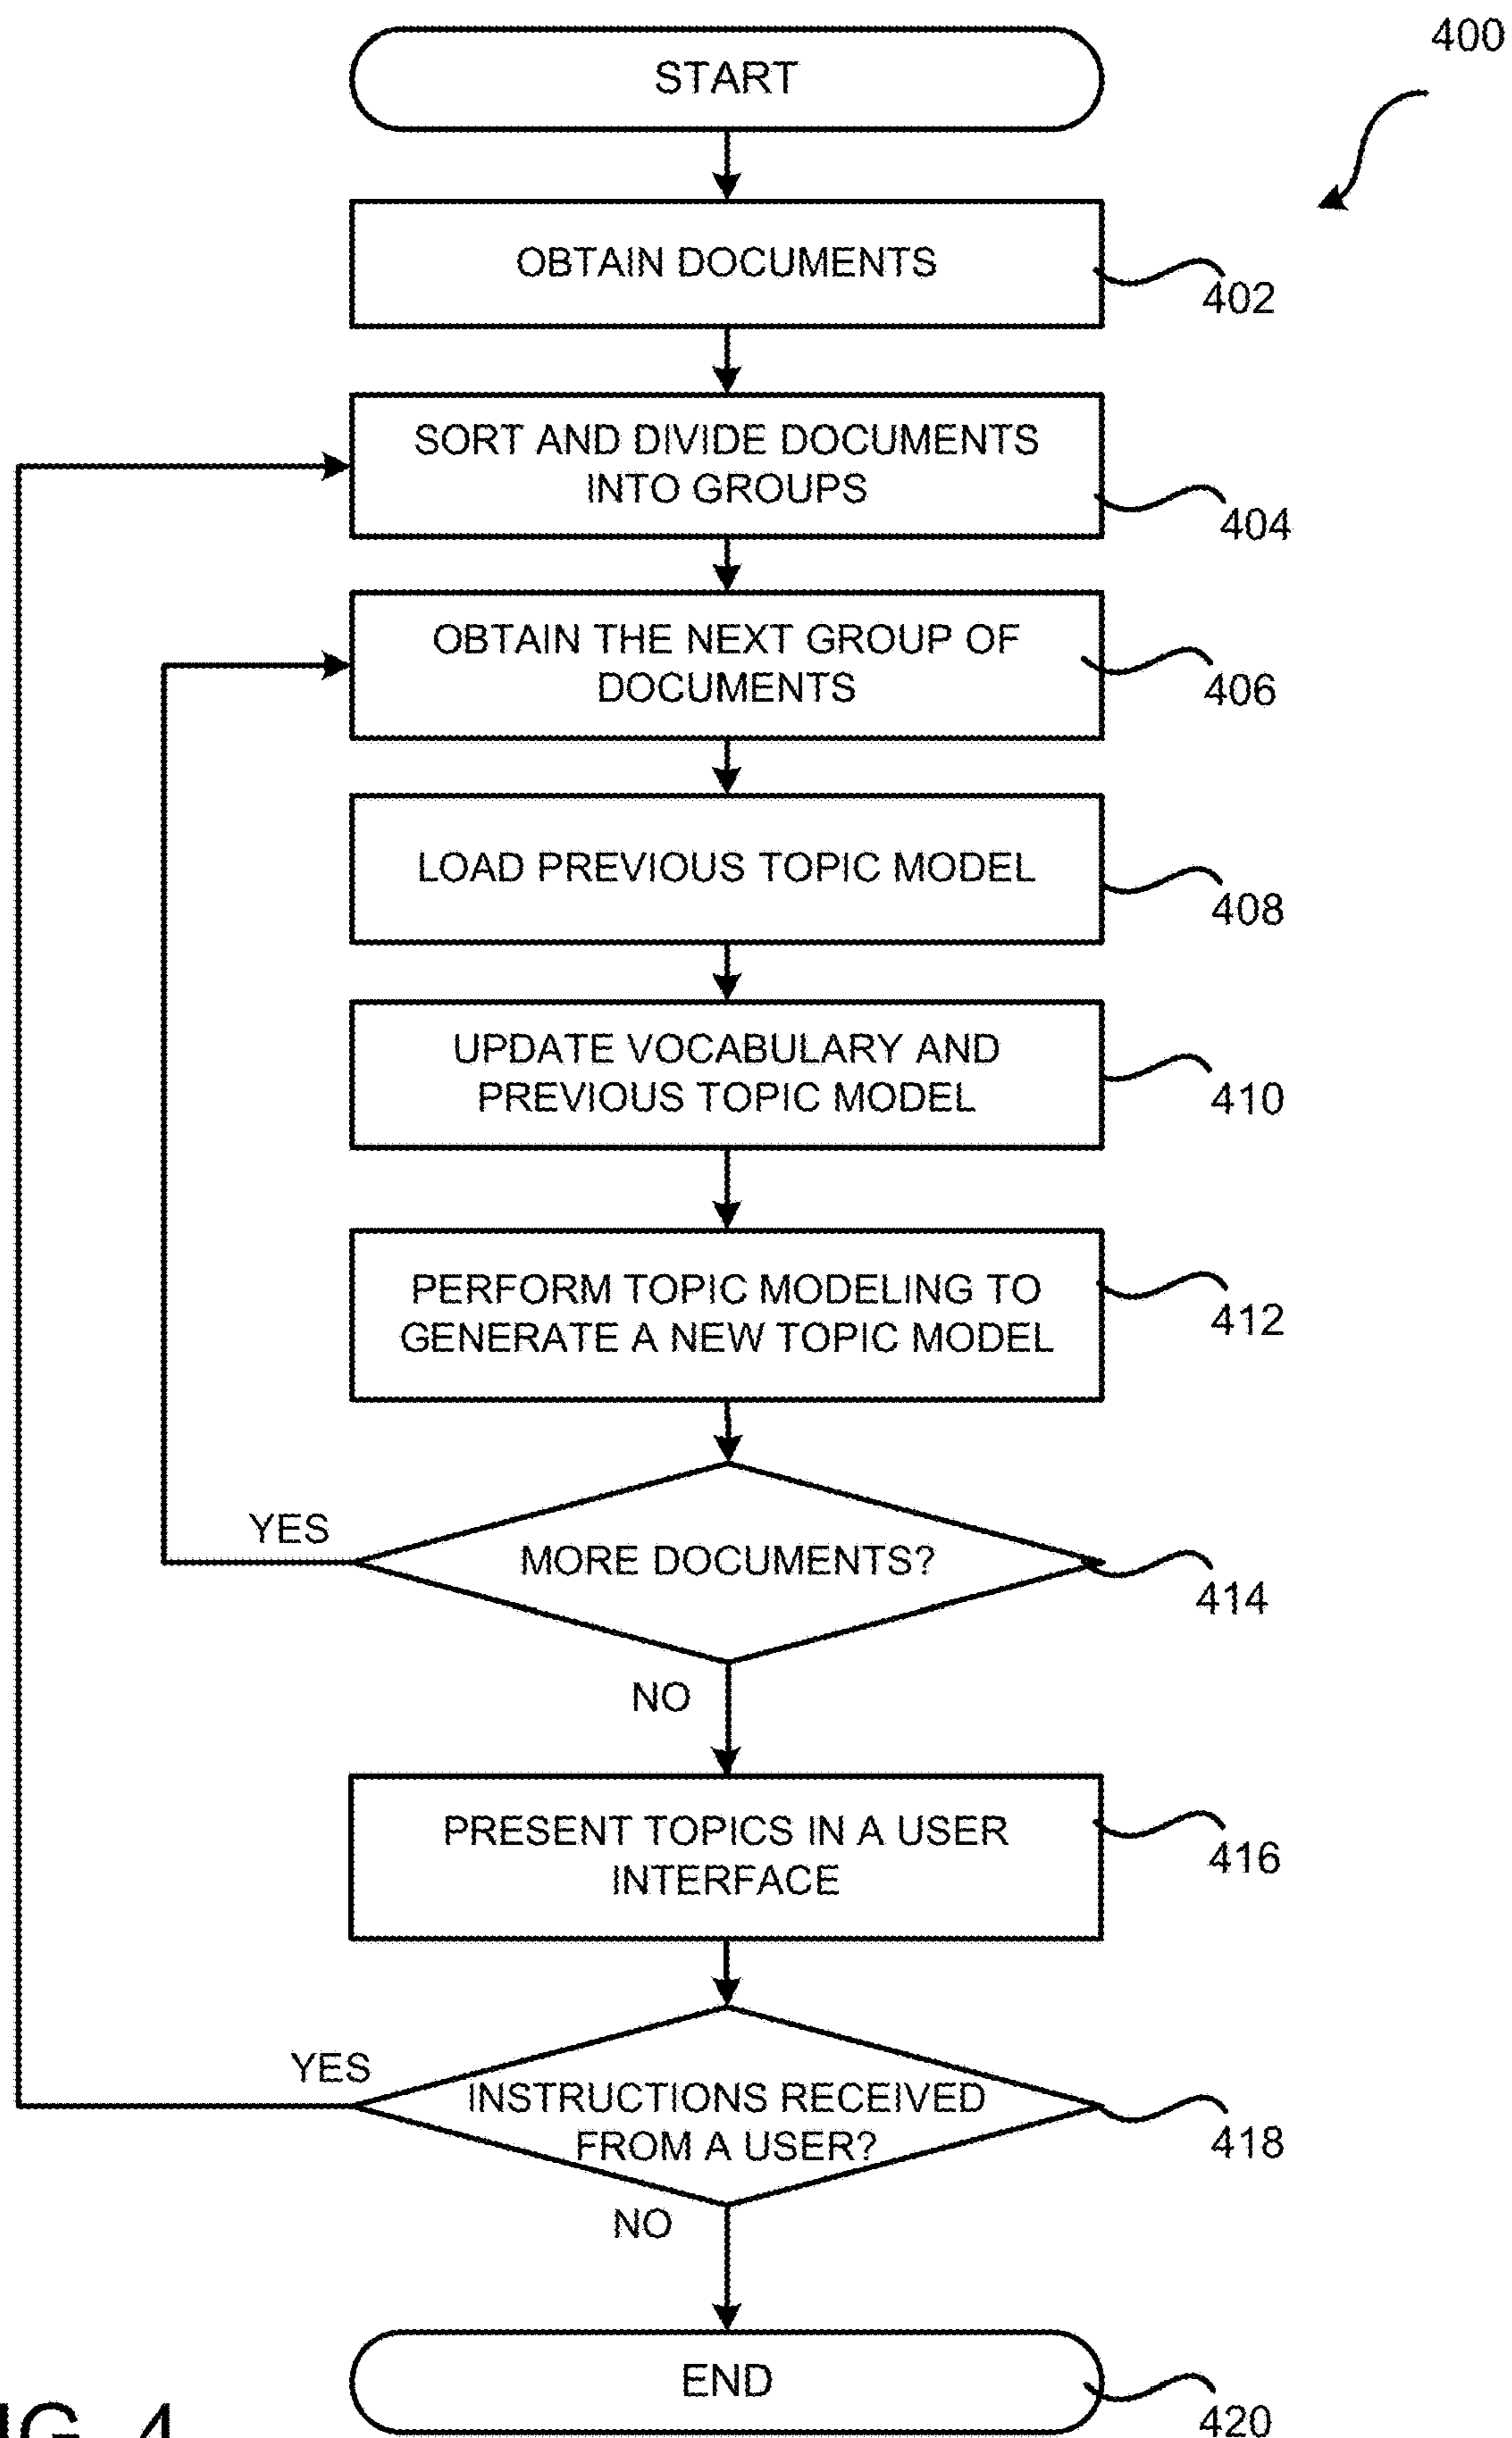 400
START
OBTAIN DOCUMENTS
402
SORT AND DIVIDE DOCUMENTS
INTO GROUPS
404
OBTAIN THE NEXT GROUP OF
DOCUMENTS
406
LOAD PREVIOUS TOPIC MODEL
408
UPDATE VOCABULARY AND
PREVIOUS TOPIC MODEL
410
PERFORM TOPIC MODELING TO
GENERATE A NEW TOPIC MODEL
412
YES
MORE DOCUMENTS?
414
NO
PRESENT TOPICS IN A USER
INTERFACE
416
YES
INSTRUCTIONS RECEIVED
FROM A USER?
418
NO
END
420